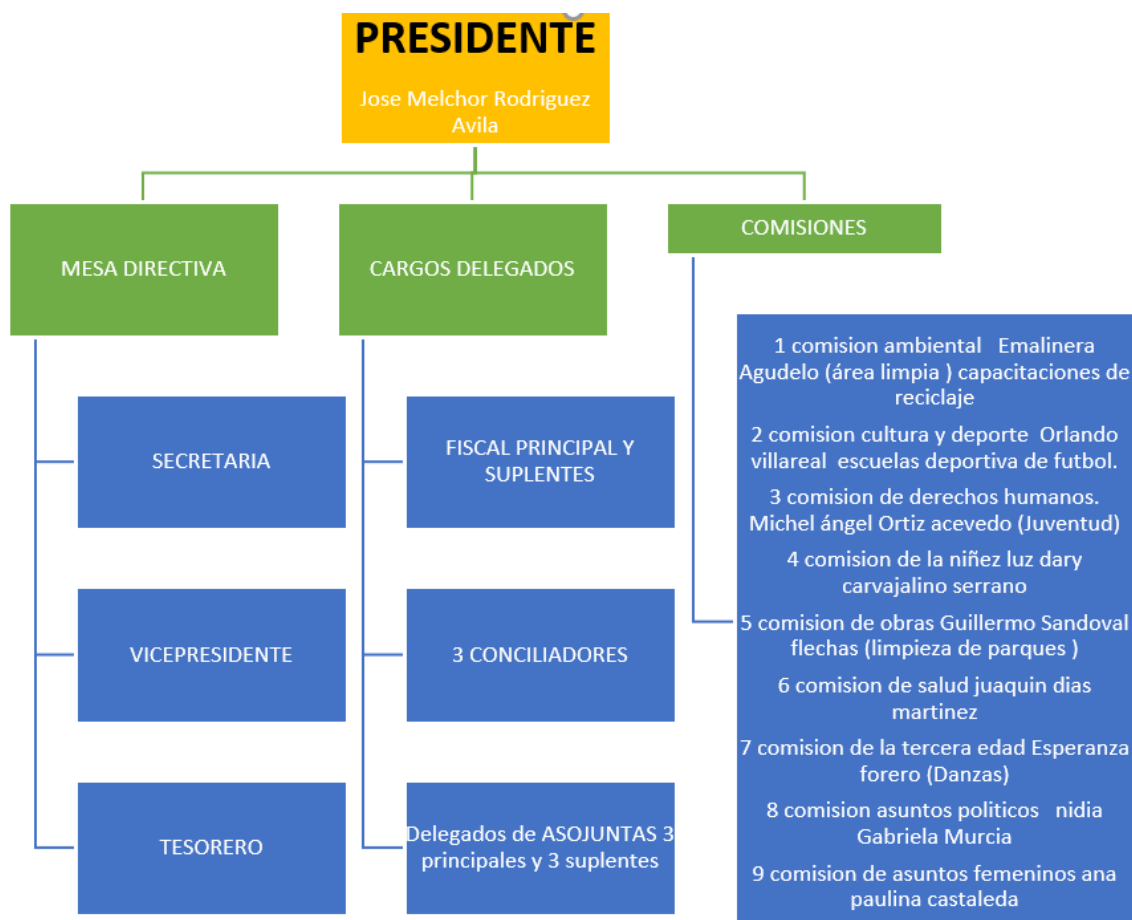 PRESIDENTE
Jose Melchor Rodriguez
Avila
MESA DIRECTIVA
CARGOS DELEGADOS
COMISIONES
SECRETARIA
VICEPRESIDENTE
TESORERO
FISCAL PRINCIPAL Y
SUPLENTES
3 CONCILIADORES
Delegados de ASOJUNTAS 3
principales y 3 suplentes
1 comision ambiental   Emalinera
Agudelo (área limpia ) capacitaciones de
reciclaje
2 comision cultura y deporte  Orlando
villareal  escuelas deportiva de futbol.
3 comision de derechos humanos.
Michel ángel Ortiz acevedo (Juventud)
4 comision de la niñez luz dary
carvajalino serrano
5 comision de obras Guillermo Sandoval
flechas (limpieza de parques )
6 comision de salud juaquin dias
martinez
7 comision de la tercera edad Esperanza
forero (Danzas)
8 comision asuntos politicos   nidia
Gabriela Murcia
9 comision de asuntos femeninos ana
paulina castaleda